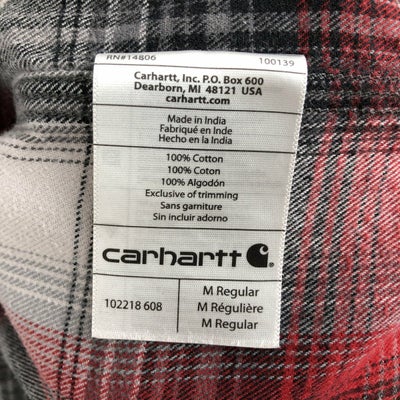 RN#14806 100139
Carhartt, Inc. P.O. Box 600
Dearborn, MI 48121 USA
carhartt.com
Made in India
Fabriqué en Inde
Hecho en la India
100% Cotton
100% Coton
100% Algodón
Exclusive of trimming
Sans garniture
Sin incluir adorno
carhartt
102218 608
M Regular
M Régulière
M Regular